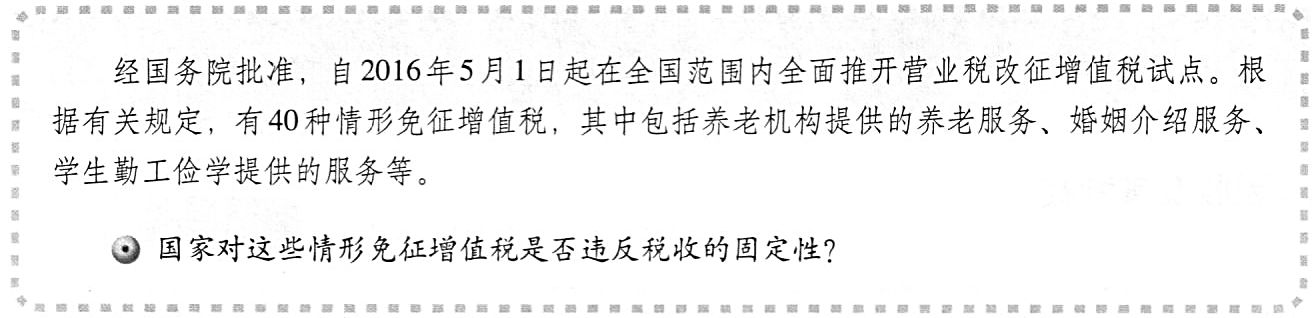 经国务院批准，自2016年5月1日起在全国范围内全面推开营业税改征增值税试点。根
据有关规定，有40种情形免征增值税，其中包括养老机构提供的养老服务、婚姻介绍服务、
学生勤工俭学提供的服务等。
国家对这些情形免征增值税是否违反税收的固定性？